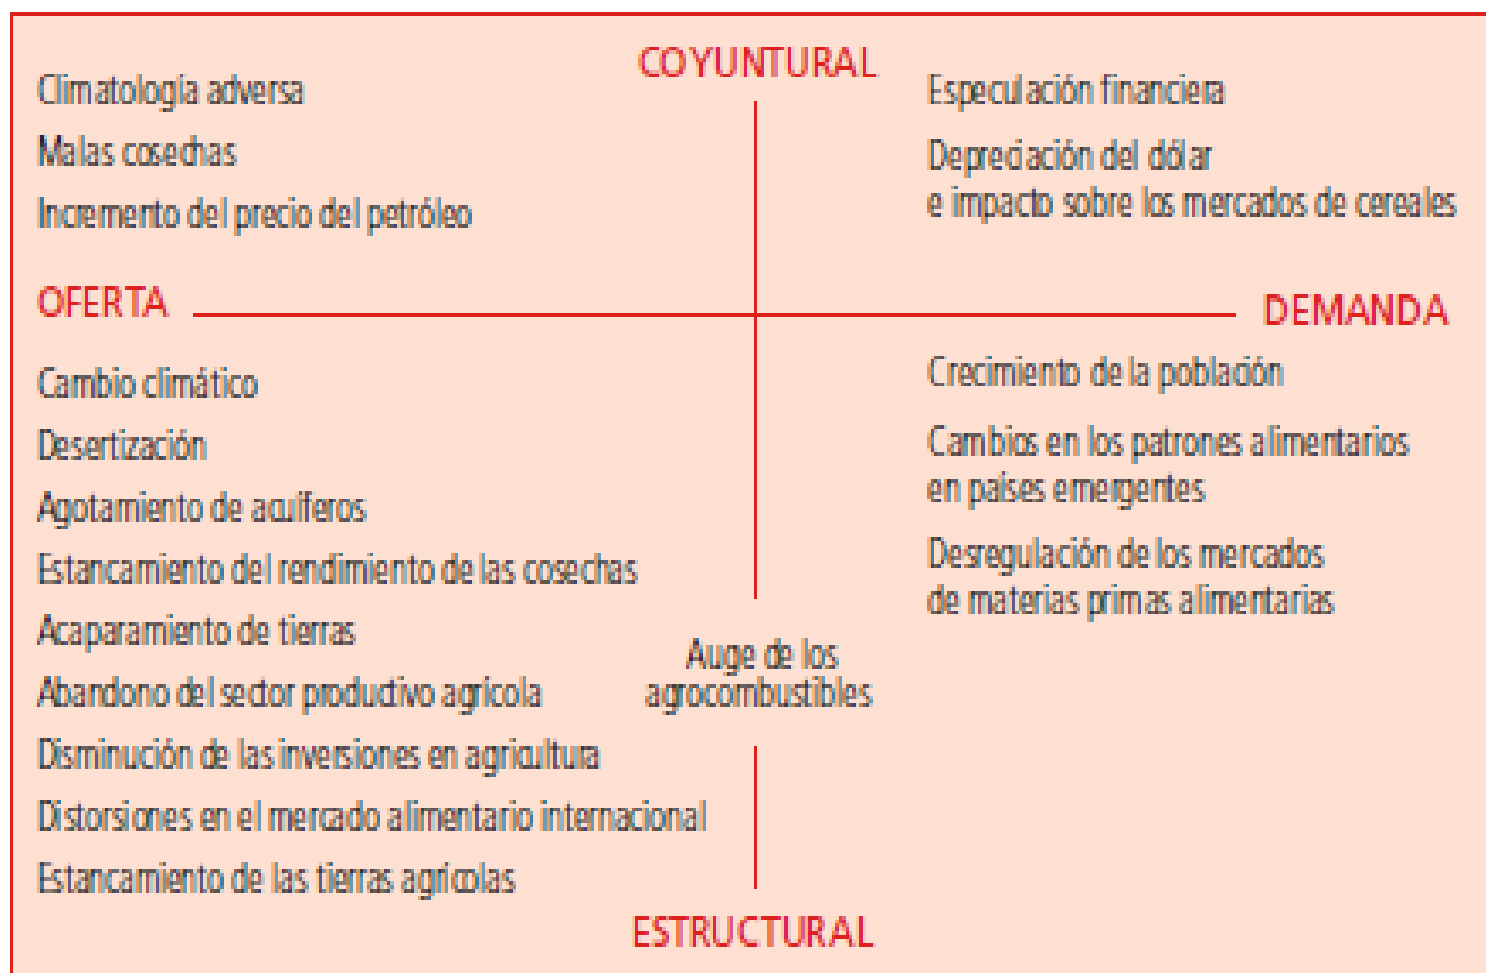 COYUNTURAL
Climatología adversa
Malas cosechas
Incremento del precio del petróleo
Especulación financiera
Depreciación del dólar
e impacto sobre los mercados de cereales
OFERTA
DEMANDA
Cambio climático
Desertización
Agotamiento de acuíferos
Estancamiento del rendimiento de las cosechas
Acaparamiento de tierras
Abandono del sector productivo agrícola
Disminución de las inversiones en agricultura
Distorsiones en el mercado alimentario internacional
Estancamiento de las tierras agrícolas
Auge de los
agrocombustibles
Crecimiento de la población
Cambios en los patrones alimentarios
en países emergentes
Desregulación de los mercados
de materias primas alimentarias
ESTRUCTURAL